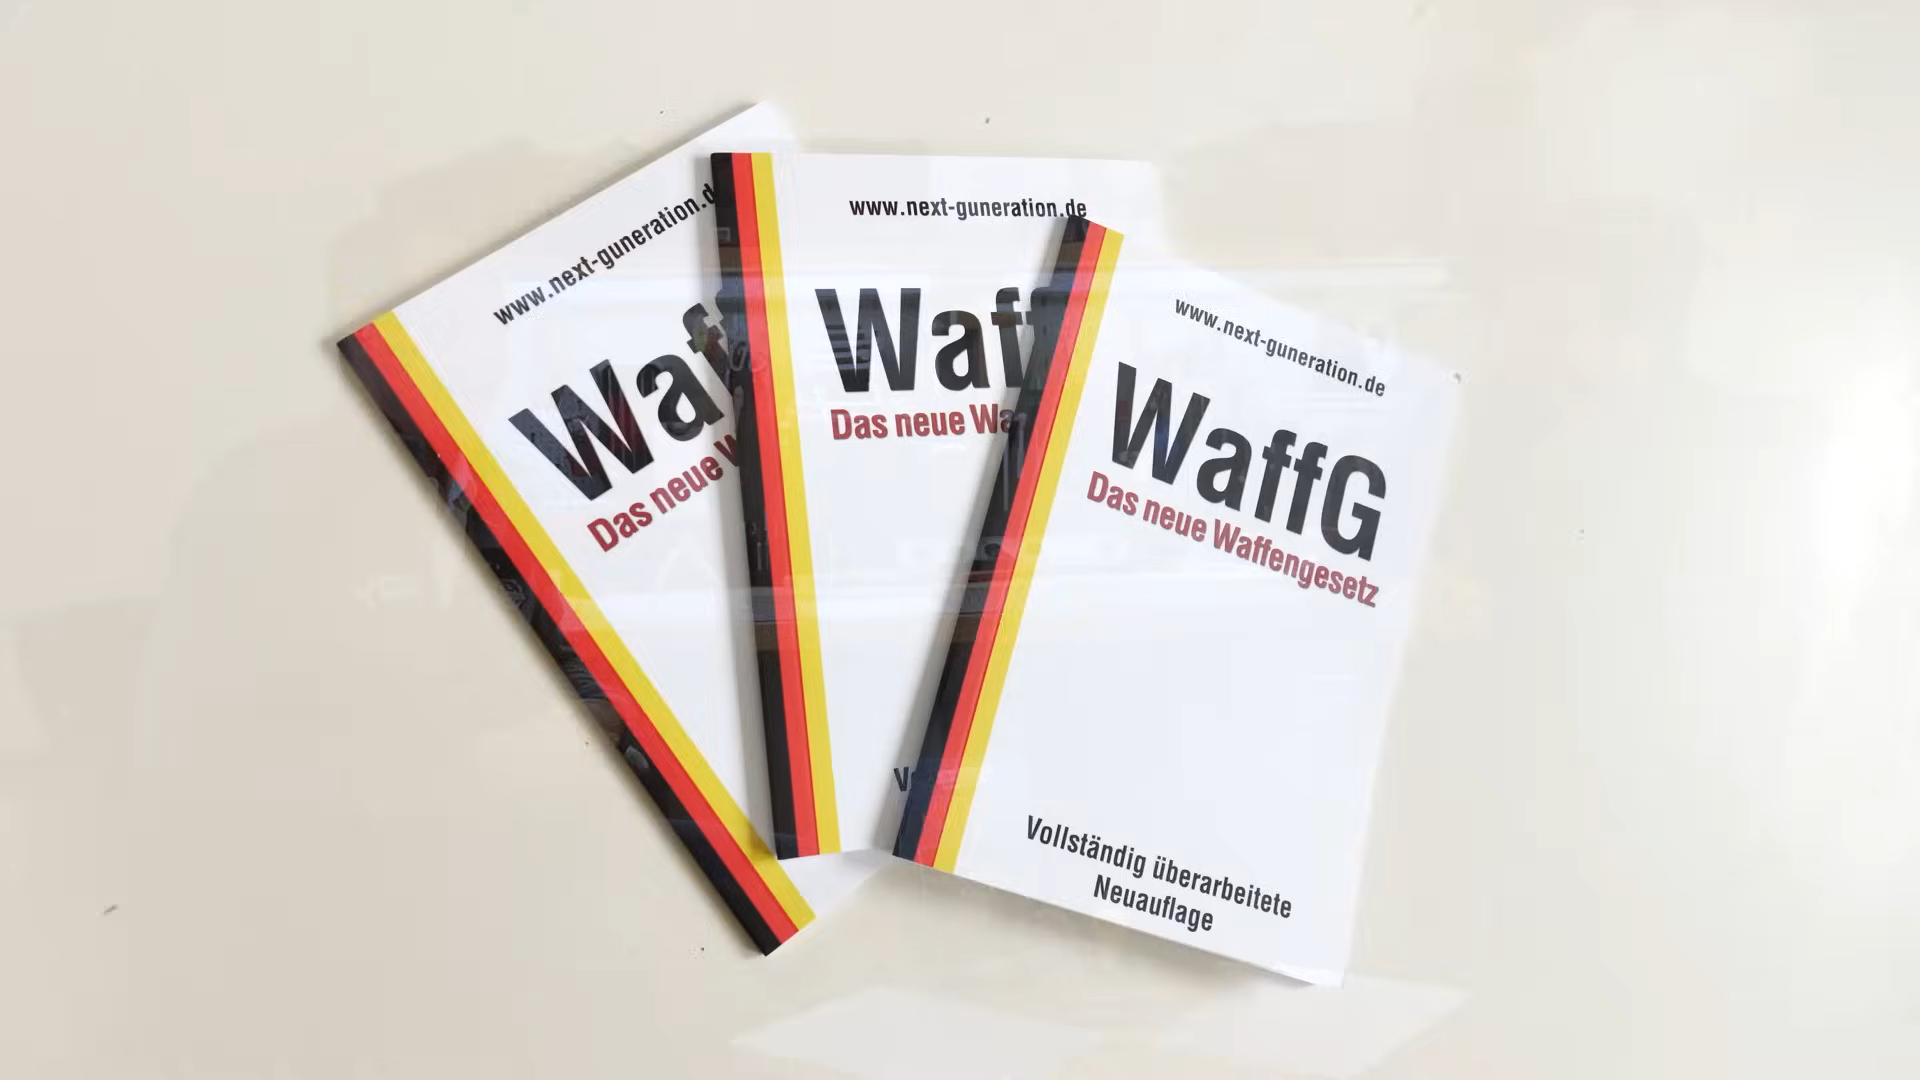 www.next-guneration.d
Waf
Das neue W
www.next-guneration.de
Waff
Das neue Wa
V
www.next-guneration.de
WaffG
Das neue Waffengesetz
Vollständig überarbeitete
Neuauflage